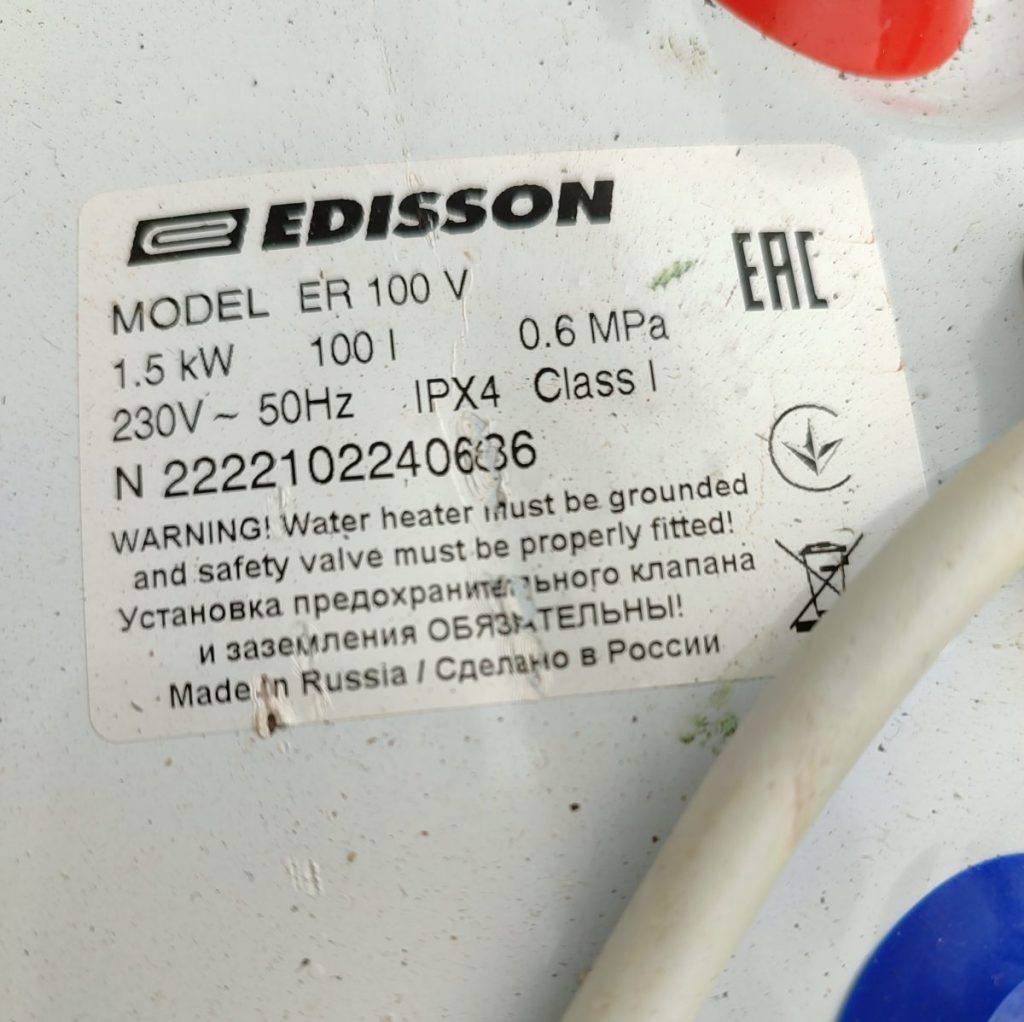 EDISSON
EAC
MODEL ER 100 V
1.5 kW 100 l 0.6 MPa
230V ~ 50Hz IPX4 Class I
N
WARNING! Water heater must be grounded
and safety valve must be properly fitted!
Установка предохранительного клапана
и заземления ОБЯЗАТЕЛЬНЫ!
Made in Russia / Сделано в России